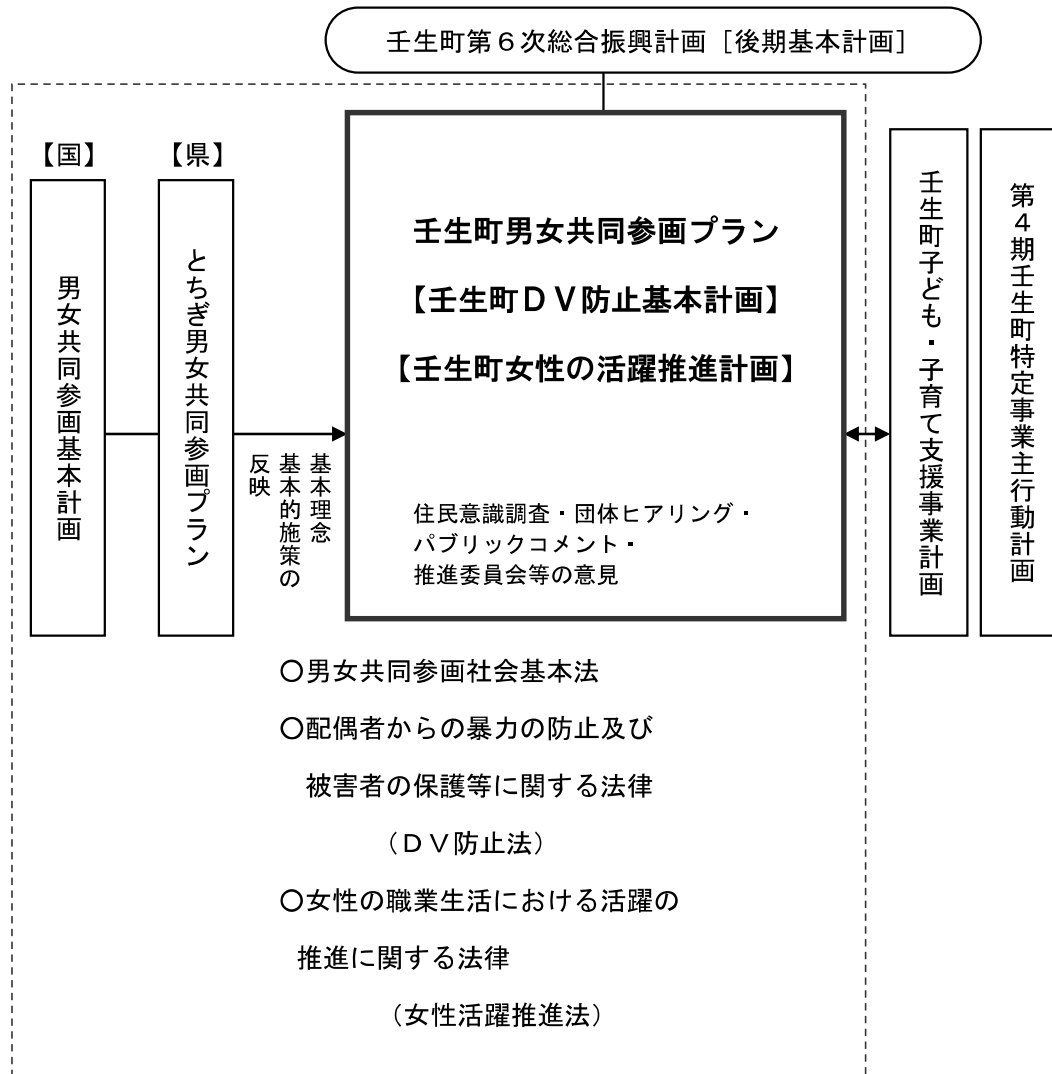 壬生町第６次総合振興計画［後期基本計画］
【国】
男女共同参画基本計画
【県】
とちぎ男女共同参画プラン
基本理念
基本的施策の
反映
壬生町男女共同参画プラン
【壬生町ＤＶ防止基本計画】
【壬生町女性の活躍推進計画】
住民意識調査・団体ヒアリング・
パブリックコメント・
推進委員会等の意見
壬生町子ども・子育て支援事業計画
第４期壬生町特定事業主行動計画
○男女共同参画社会基本法
○配偶者からの暴力の防止及び
被害者の保護等に関する法律
（ＤＶ防止法）
○女性の職業生活における活躍の
推進に関する法律
（女性活躍推進法）